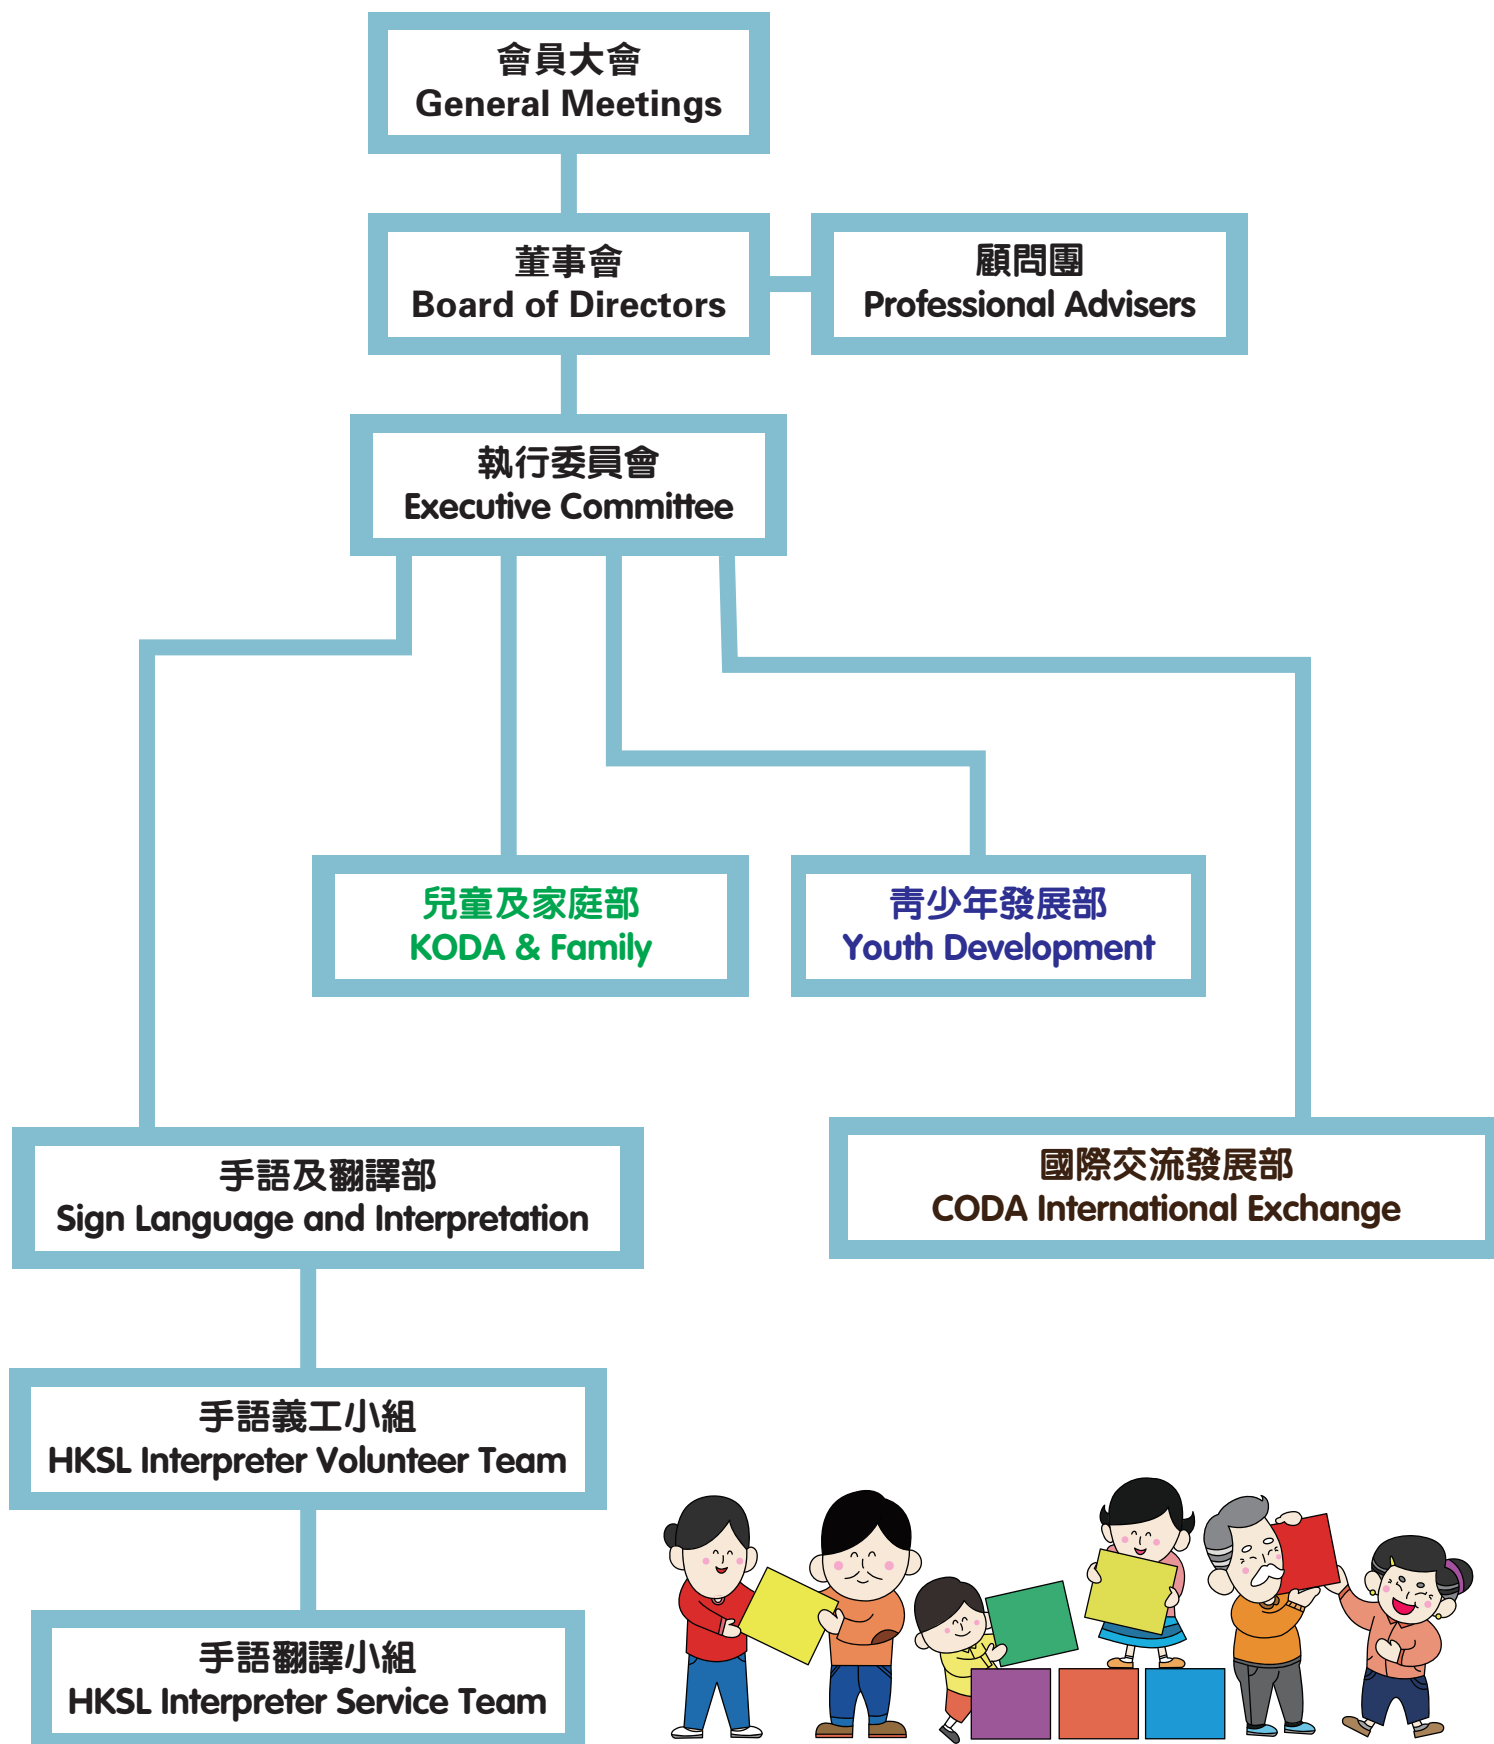 會員大會
General Meetings
董事會
Board of Directors
顧問團
Professional Advisers
執行委員會
Executive Committee
兒童及家庭部
KODA & Family
青少年發展部
Youth Development
手語及翻譯部
Sign Language and Interpretation
國際交流發展部
CODA International Exchange
手語義工小組
HKSL Interpreter Volunteer Team
手語翻譯小組
HKSL Interpreter Service Team